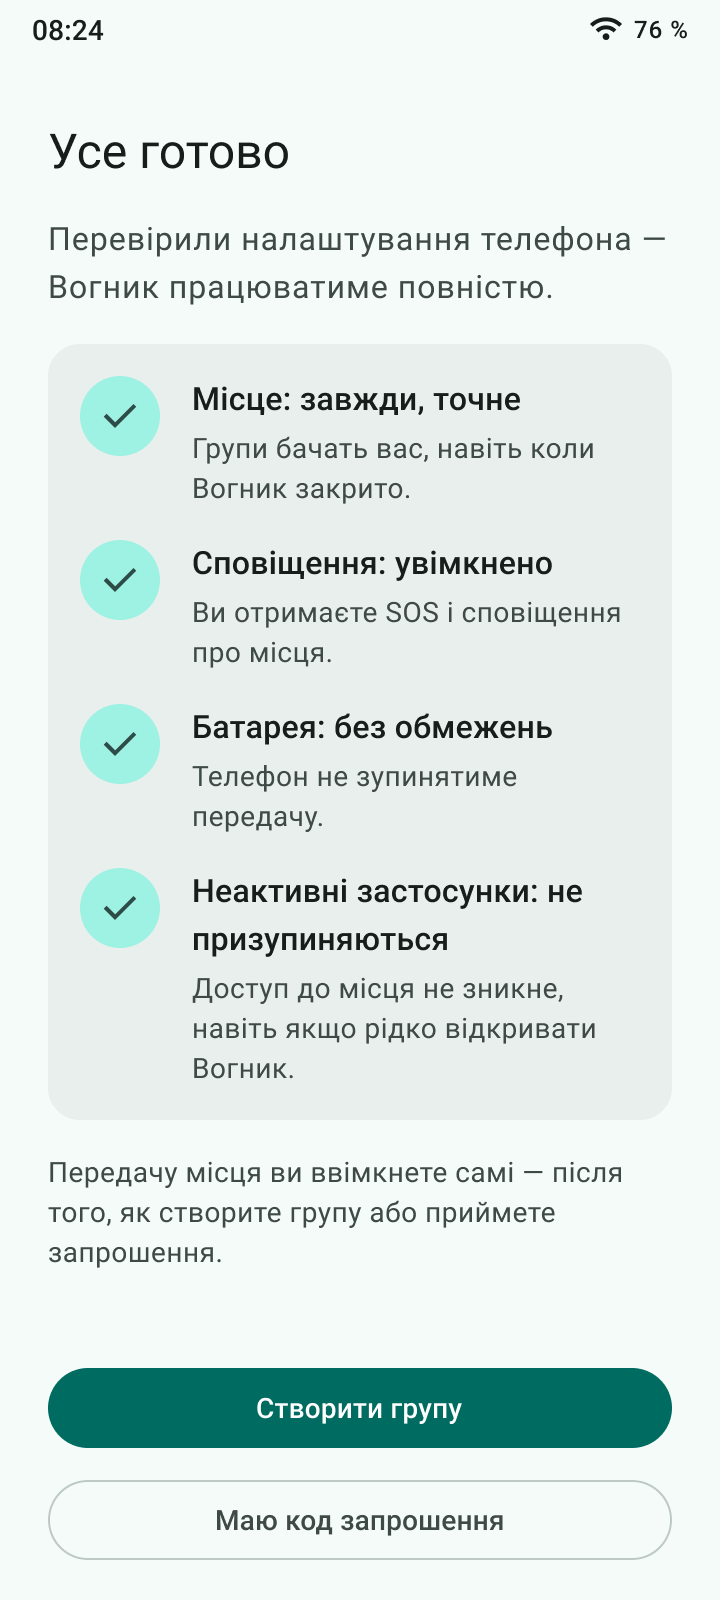 08:24
76 %
Усе готово
Перевірили налаштування телефона —
Вогник працюватиме повністю.
Місце: завжди, точне
Групи бачать вас, навіть коли
Вогник закрито.
Сповіщення: увімкнено
Ви отримаєте SOS і сповіщення
про місця.
Батарея: без обмежень
Телефон не зупинятиме
передачу.
Неактивні застосунки: не
призупиняються
Доступ до місця не зникне,
навіть якщо рідко відкривати
Вогник.
Передачу місця ви ввімкнете самі — після
того, як створите групу або приймете
запрошення.
Створити групу
Маю код запрошення